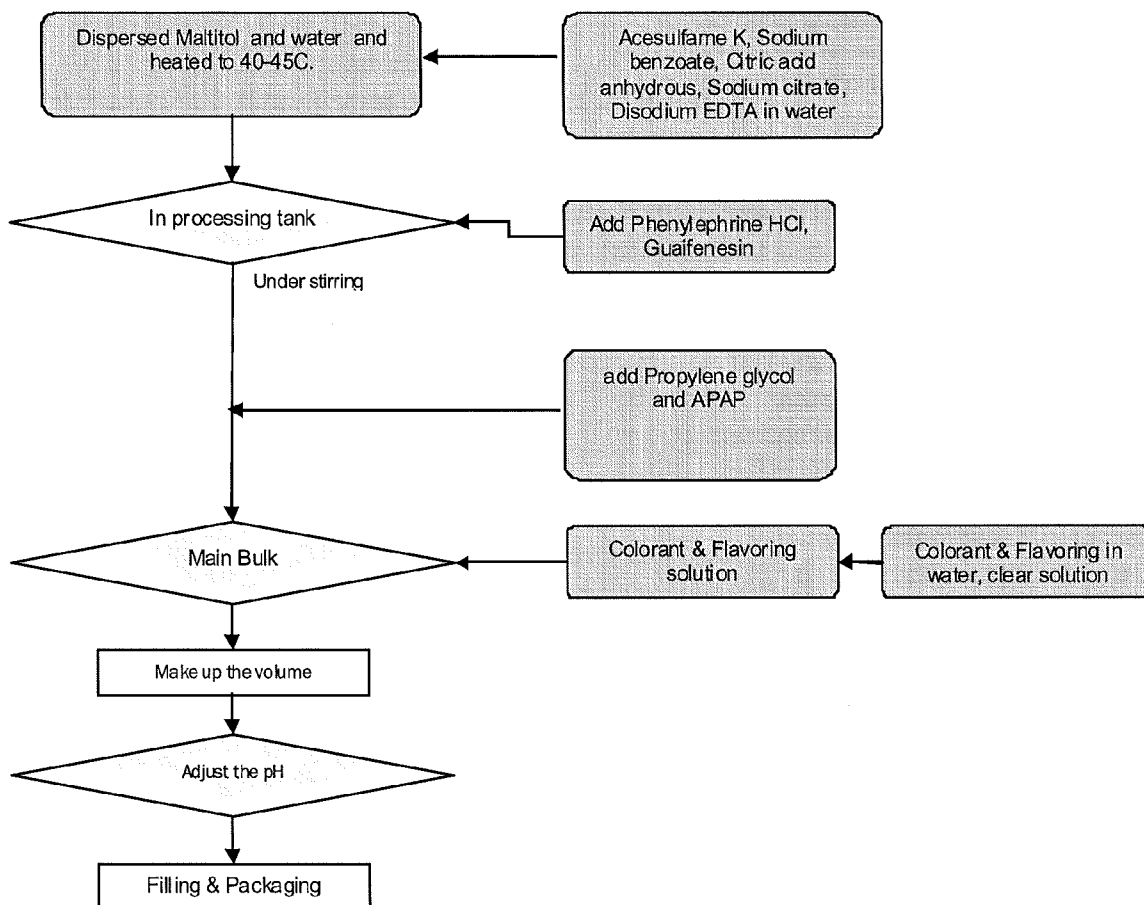 Dispersed Maltitol and water and
heated to 40-45C.
Acesulfame K, Sodium
benzoate, Citric acid
anhydrous, Sodium citrate,
Disodium EDTA in water
In processing tank
Add Phenylephrine HCl,
Guaifenesin
Under stirring
add Propylene glycol
and APAP
Main Bulk
Colorant & Flavoring
solution
Colorant & Flavoring in
water, clear solution
Make up the volume
Adjust the pH
Filling & Packaging